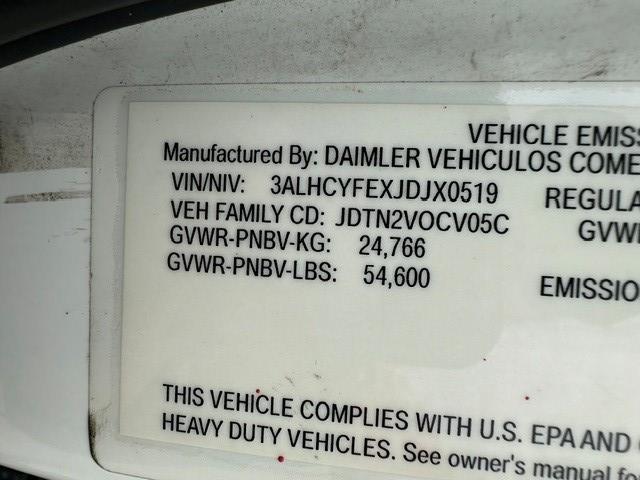 VEHICLE EMISS
Manufactured By: DAIMLER VEHICULOS COME
VIN/NIV: 3ALHCYFEXJDJX0519 REGULA
VEH FAMILY CD: JDTN2VOCV05C GVWR
GVWR-PNBV-KG: 24,766
GVWR-PNBV-LBS: 54,600 EMISSIO
THIS VEHICLE COMPLIES WITH U.S. EPA AND
HEAVY DUTY VEHICLES. See owner's manual for